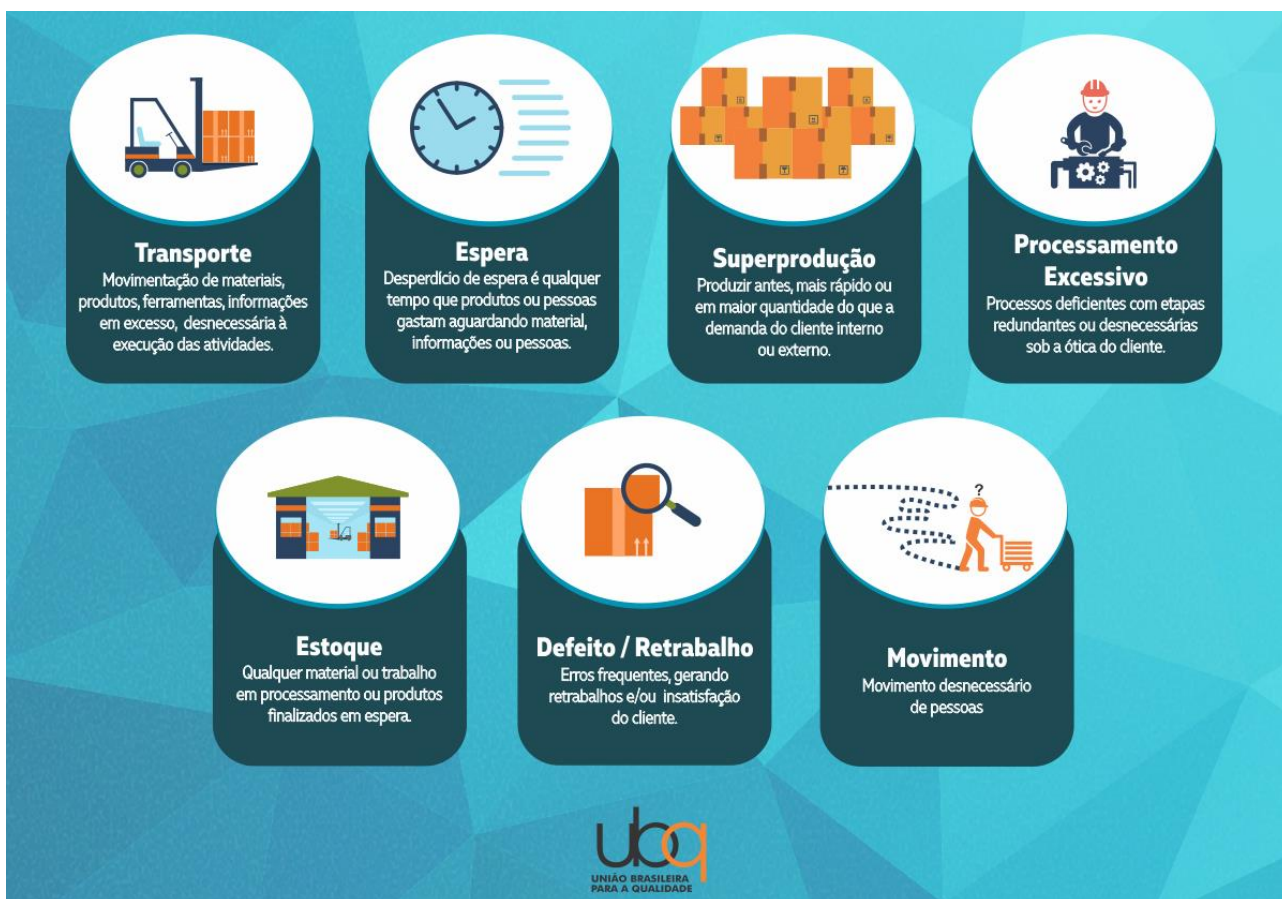 Transporte
Movimentação de materiais,
produtos, ferramentas, informações
em excesso, desnecessária à
execução das atividades.
Espera
Desperdício de espera é qualquer
tempo que produtos ou pessoas
gastam aguardando material,
informações ou pessoas.
Superprodução
Produzir antes, mais rápido ou
em maior quantidade do que a
demanda do cliente interno
ou externo.
Processamento
Excessivo
Processos deficientes com etapas
redundantes ou desnecessárias
sob a ótica do cliente.
Estoque
Qualquer material ou trabalho
em processamento ou produtos
finalizados em espera.
Defeito / Retrabalho
Erros frequentes, gerando
retrabalhos e/ou insatisfação
do cliente.
?
Movimento
Movimento desnecessário
de pessoas
ubq
UNIÃO BRASILEIRA
PARA A QUALIDADE